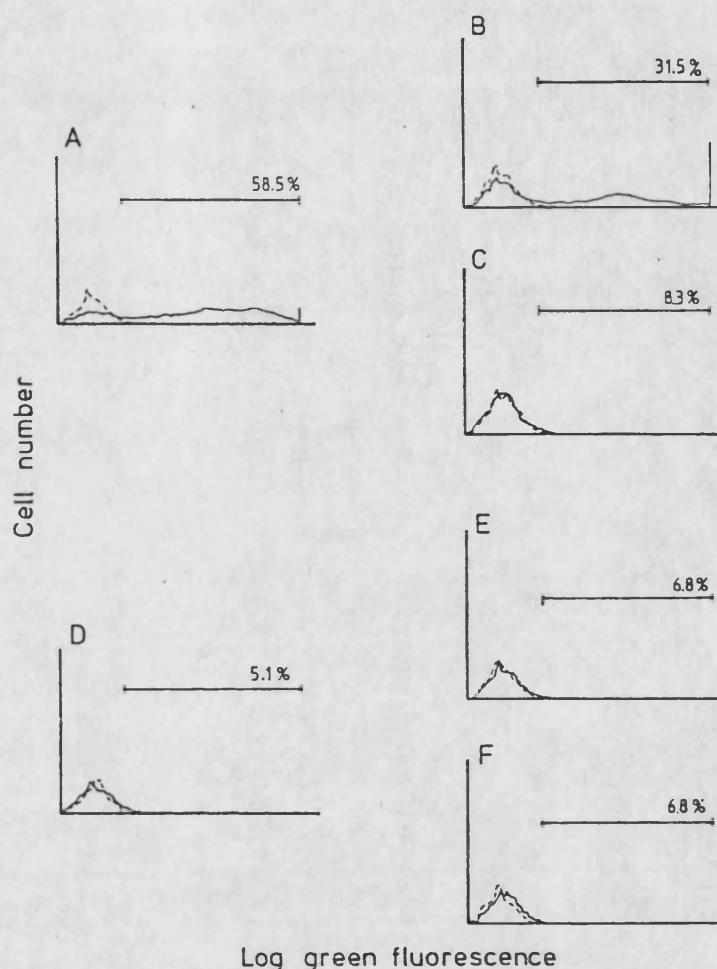 A
58.5%
B
31.5%
C
8.3%
D
5.1%
E
6.8%
F
6.8%
Cell number
Log green fluorescence